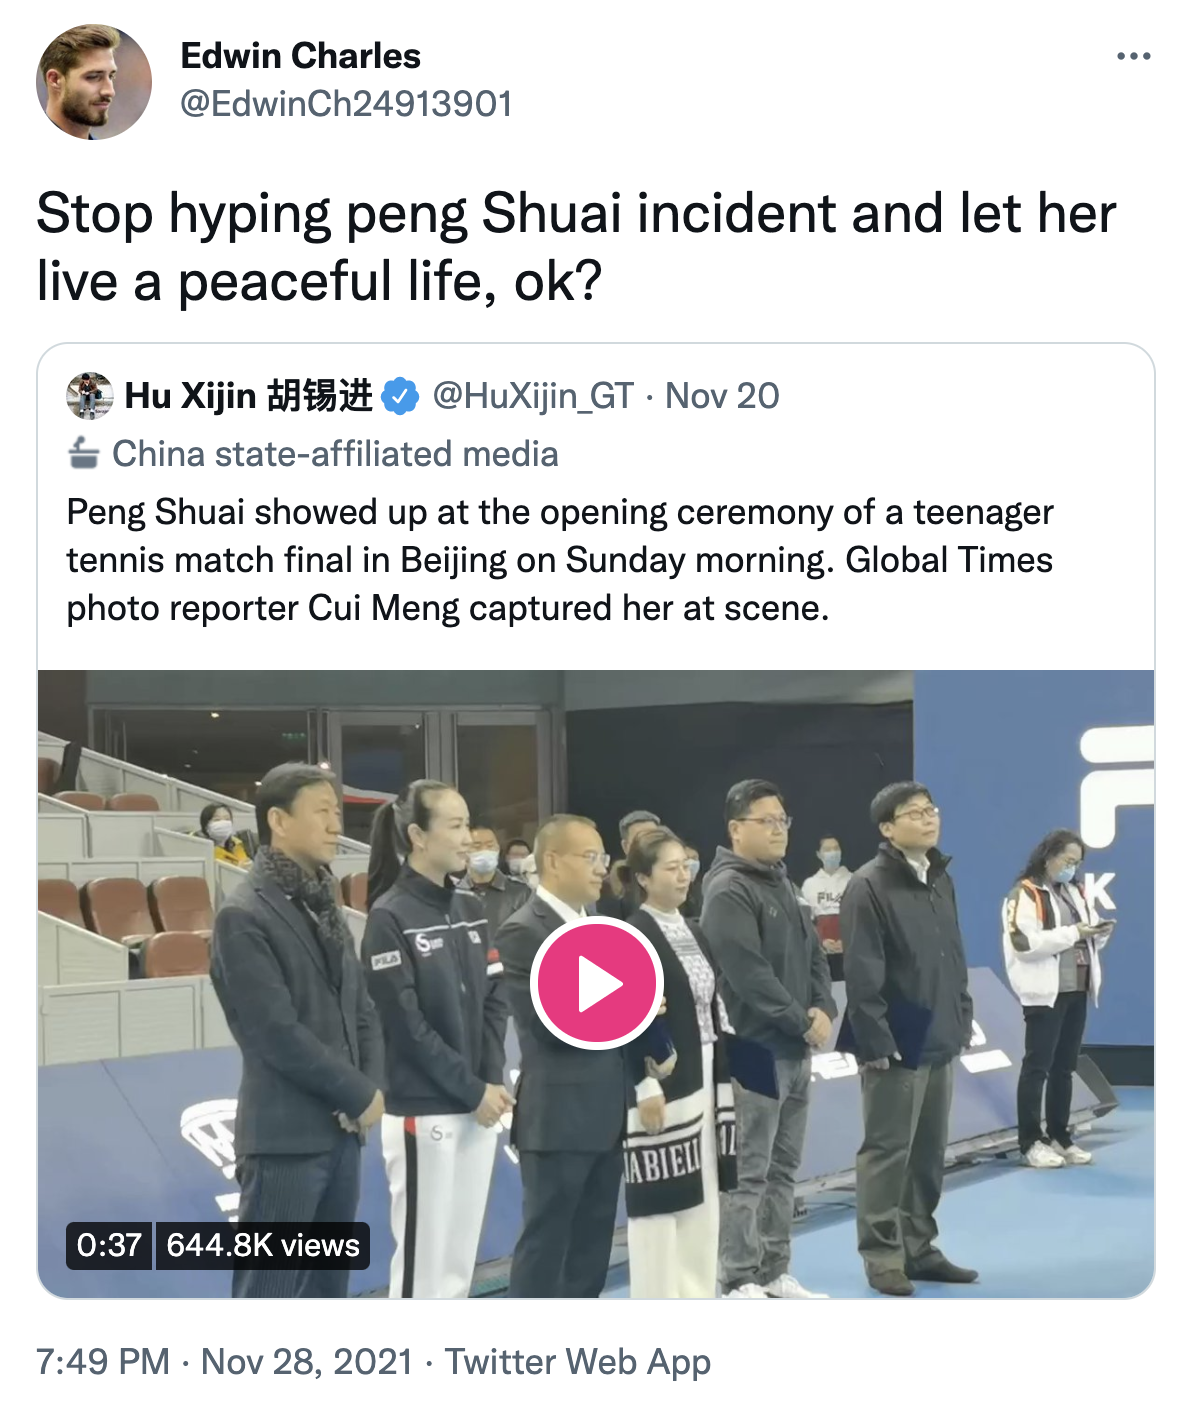 Edwin Charles
@EdwinCh24913901
Stop hyping peng Shuai incident and let her
live a peaceful life, ok?
Hu Xijin 胡锡进 @HuXijin_GT · Nov 20
China state-affiliated media
Peng Shuai showed up at the opening ceremony of a teenager
tennis match final in Beijing on Sunday morning. Global Times
photo reporter Cui Meng captured her at scene.
FILA
FILA
K
0:37 644.8K views
7:49 PM · Nov 28, 2021 · Twitter Web App